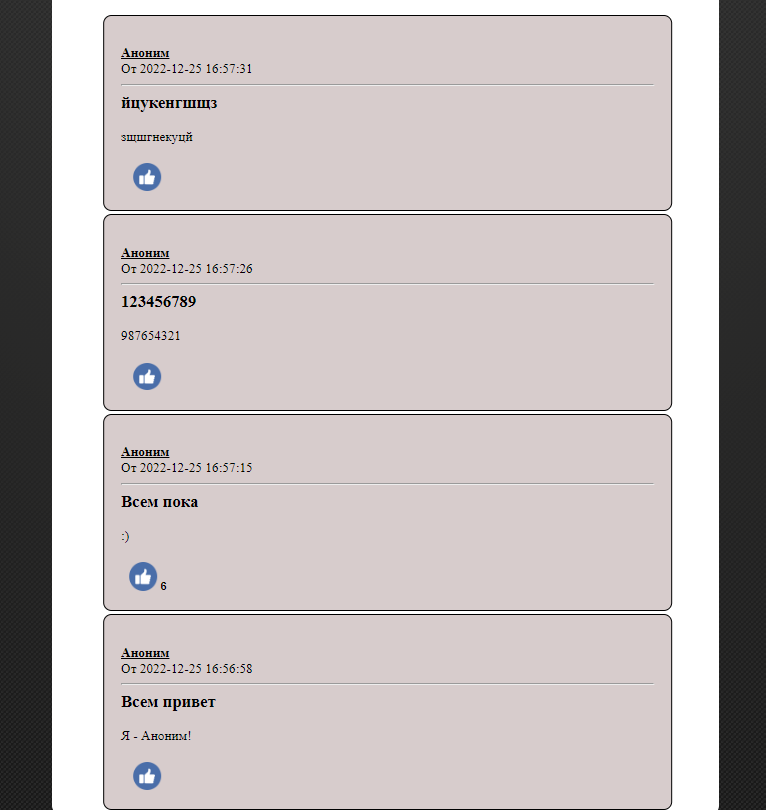 Аноним
От 2022-12-25 16:57:31
йцукенгшщз
зщшгнекуцй
Аноним
От 2022-12-25 16:57:26
123456789
987654321
Аноним
От 2022-12-25 16:57:15
Всем пока
:)
6
Аноним
От 2022-12-25 16:56:58
Всем привет
Я - Аноним!